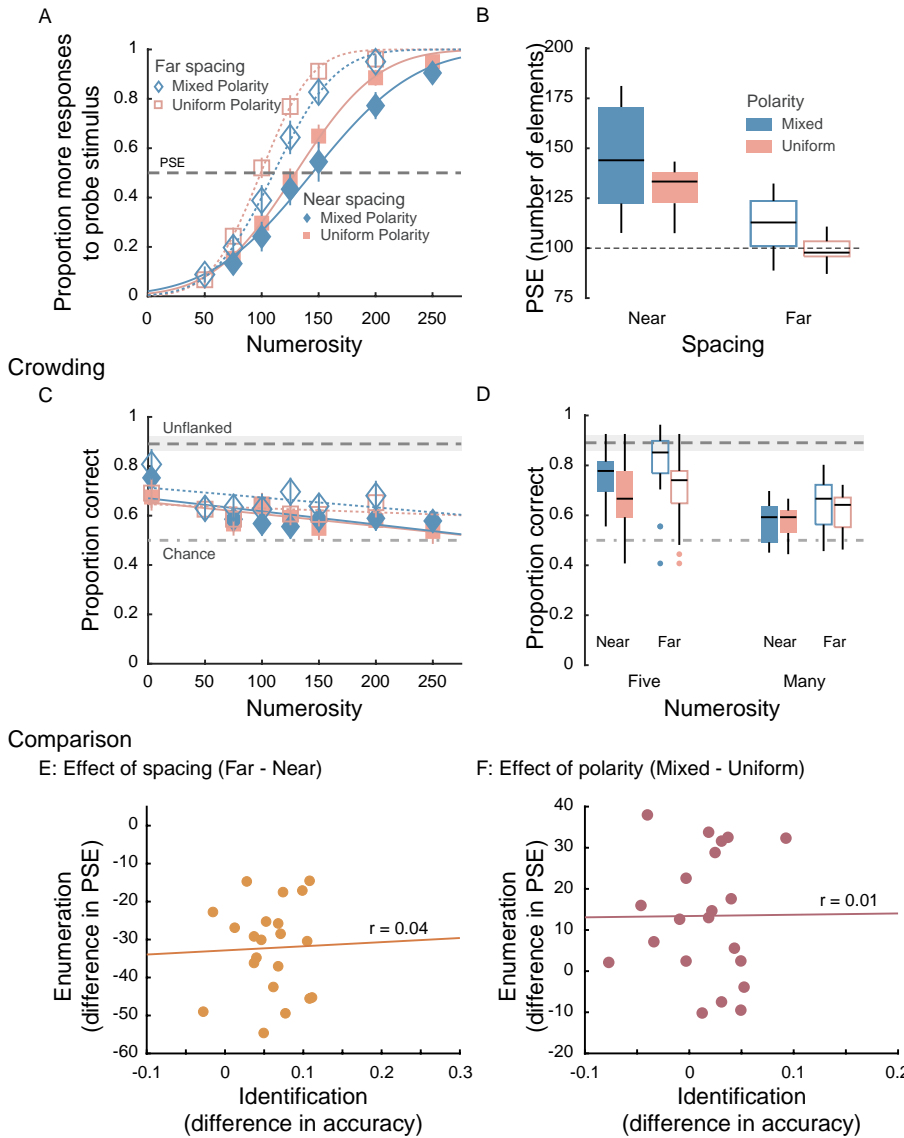 A
Proportion more responses
to probe stimulus
1
0.8
0.6
0.4
0.2
0
Far spacing
Mixed Polarity
Uniform Polarity
PSE
Near spacing
Mixed Polarity
Uniform Polarity
0 50 100 150 200 250
Numerosity
B
PSE (number of elements)
200
175
150
125
100
75
Polarity
Mixed
Uniform
Near Far
Spacing
Crowding
C
Proportion correct
1
0.8
0.6
0.4
0.2
0
Unflanked
Chance
0 50 100 150 200 250
Numerosity
D
Proportion correct
1
0.8
0.6
0.4
0.2
0
Near Far Near Far
Five Many
Numerosity
Comparison
E: Effect of spacing (Far - Near)
Enumeration
(difference in PSE)
0
-10
-20
-30
-40
-50
-60
r = 0.04
-0.1 0 0.1 0.2 0.3
Identification
(difference in accuracy)
F: Effect of polarity (Mixed - Uniform)
Enumeration
(difference in PSE)
40
30
20
10
0
-10
-20
r = 0.01
-0.1 0 0.1 0.2
Identification
(difference in accuracy)